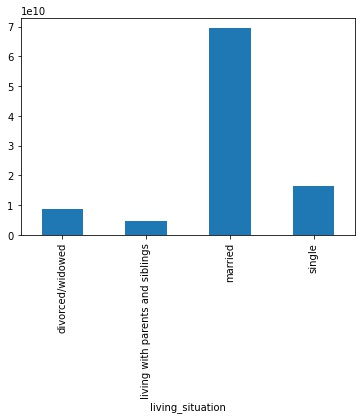 1e10
7
6
5
4
3
2
1
0
divorced/widowed
living with parents and siblings
married
single
living_situation